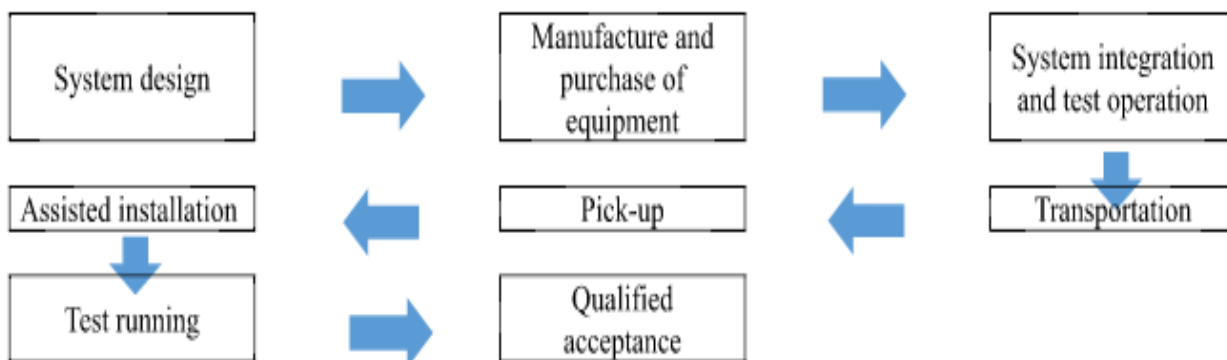 System design
Manufacture and
purchase of
equipment
System integration
and test operation
Transportation
Pick-up
Assisted installation
Test running
Qualified
acceptance